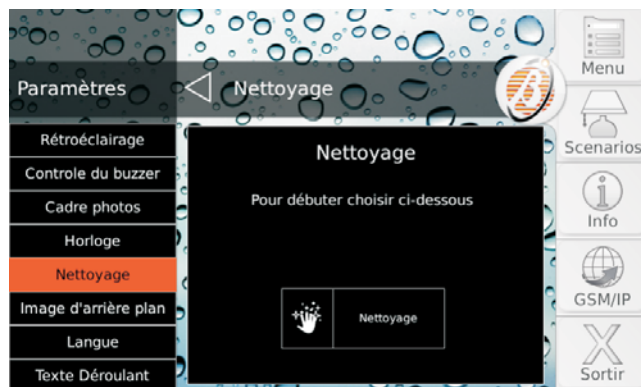 Paramètres
Nettoyage
Rétroéclairage
Controle du buzzer
Cadre photos
Horloge
Nettoyage
Image d'arrière plan
Langue
Texte Déroulant
Nettoyage
Pour débuter choisir ci-dessous
Nettoyage
Menu
Scenarios
Info
GSM/IP
Sortir